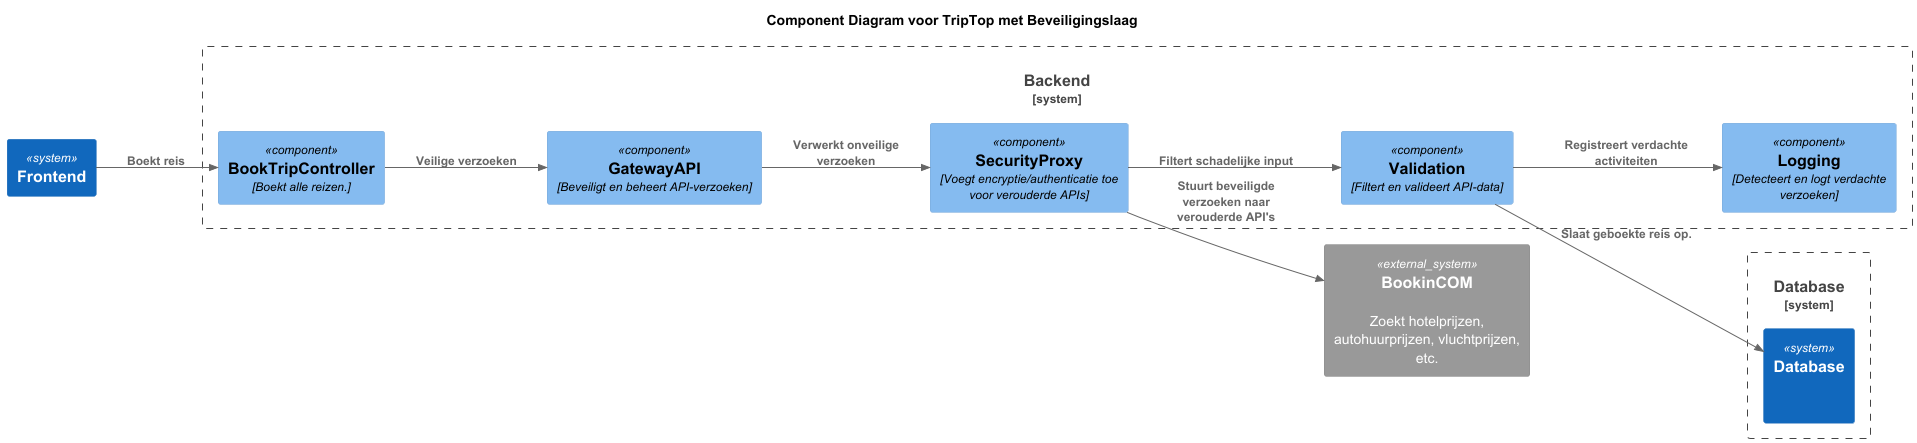 Component Diagram voor TripTop met Beveiligingslaag
Backend
[system]
«system»
Frontend
Boekt reis
«component»
BookTripController
[Boekt alle reizen.]
Veilige verzoeken
«component»
GatewayAPI
[Beveiligt en beheert API-verzoeken]
Verwerkt onveilige
verzoeken
«component»
SecurityProxy
[Voegt encryptie/authenticatie toe
voor verouderde APIs]
Filtert schadelijke input
Stuurt beveiligde
verzoeken naar
verouderde API's
«component»
Validation
[Filtert en valideert API-data]
Registreert verdachte
activiteiten
«component»
Logging
[Detecteert en logt verdachte
verzoeken]
Slaat geboekte reis op.
«external_system»
BookinCOM
Zoekt hotelprijzen,
autohuurprijzen, vluchtprijzen,
etc.
Database
[system]
«system»
Database